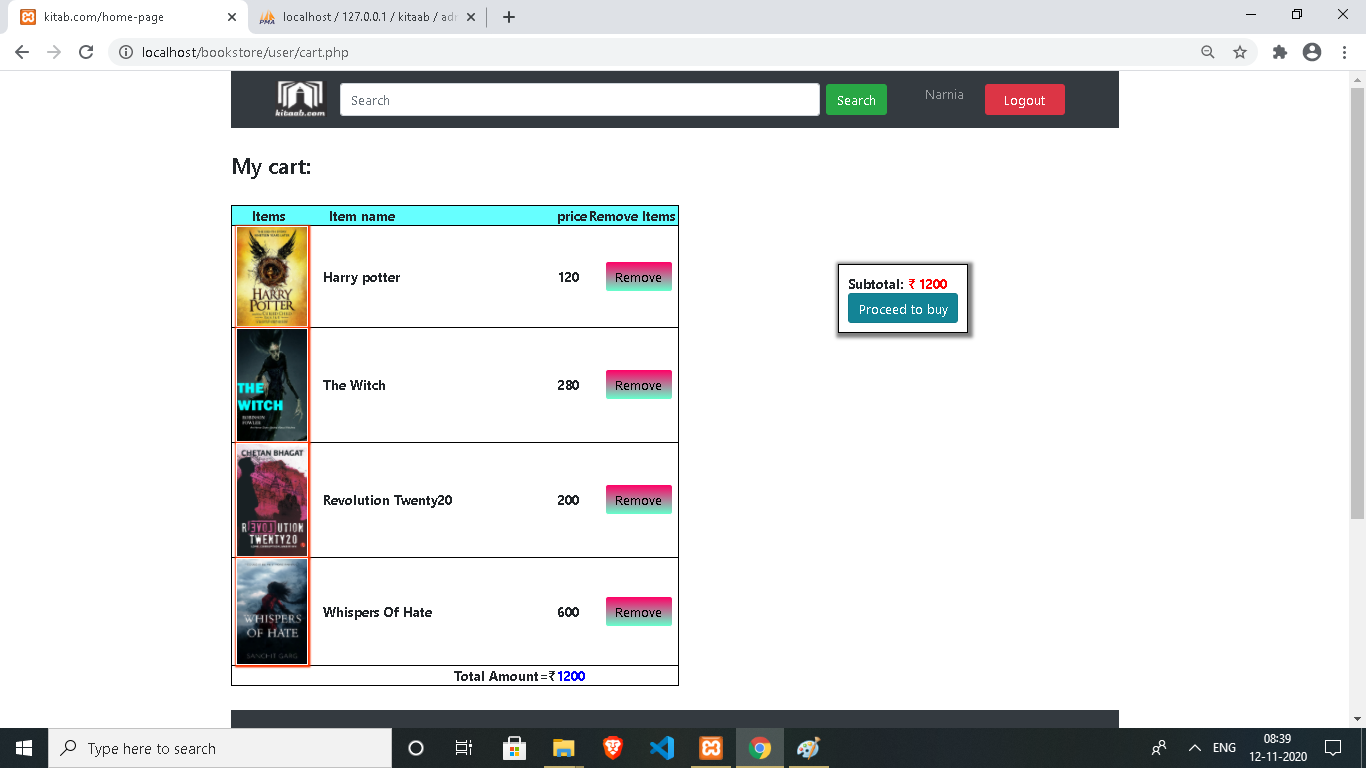 kitab.com/home-page
localhost / 127.0.0.1 / kitaab / adr
localhost/bookstore/user/cart.php
kitaab.com
Search
Search
Narnia
Logout
My cart:
Items Item name price Remove Items
HARRY
POTTER
Harry potter 120 Remove
Subtotal: ₹ 1200
Proceed to buy
THE
WITCH
ROBINSON
FOWLER
The Witch 280 Remove
CHETAN BHAGAT
REVOLUTION
TWENTY20
Revolution Twenty20 200 Remove
WHISPERS
OF HATE
SANCHIT GARG
Whispers Of Hate 600 Remove
Total Amount=₹1200
Type here to search
ENG
08:39
12-11-2020